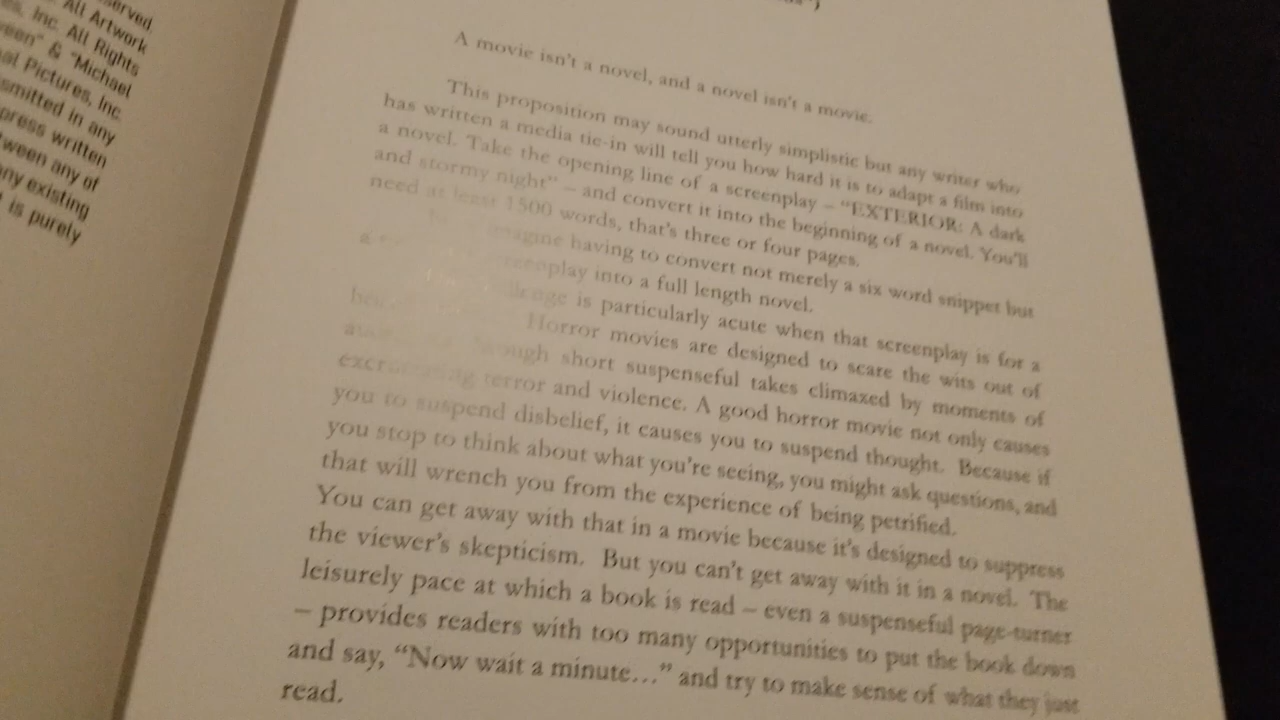 served
All Artwork
s, Inc. All Rights
een" & "Michael
al Pictures, Inc.
smitted in any
press written
tween any of
ny existing
is purely
A movie isn't a novel, and a novel isn't a movie.
This proposition may sound utterly simplistic but any writer who
has written a media tie-in will tell you how hard it is to adapt a film into
a novel. Take the opening line of a screenplay – "EXTERIOR: A dark
and stormy night" – and convert it into the beginning of a novel. You'll
need at least 1500 words, that's three or four pages.
imagine having to convert not merely a six word snippet but
screenplay into a full length novel.
is particularly acute when that screenplay is for a
Horror movies are designed to scare the wits out of
through short suspenseful takes climaxed by moments of
excruciating terror and violence. A good horror movie not only causes
you to suspend disbelief, it causes you to suspend thought. Because if
you stop to think about what you're seeing, you might ask questions, and
that will wrench you from the experience of being petrified.
You can get away with that in a movie because it's designed to suppress
the viewer's skepticism. But you can't get away with it in a novel. The
leisurely pace at which a book is read – even a suspenseful page-turner
– provides readers with too many opportunities to put the book down
and say, "Now wait a minute…" and try to make sense of what they just
read.